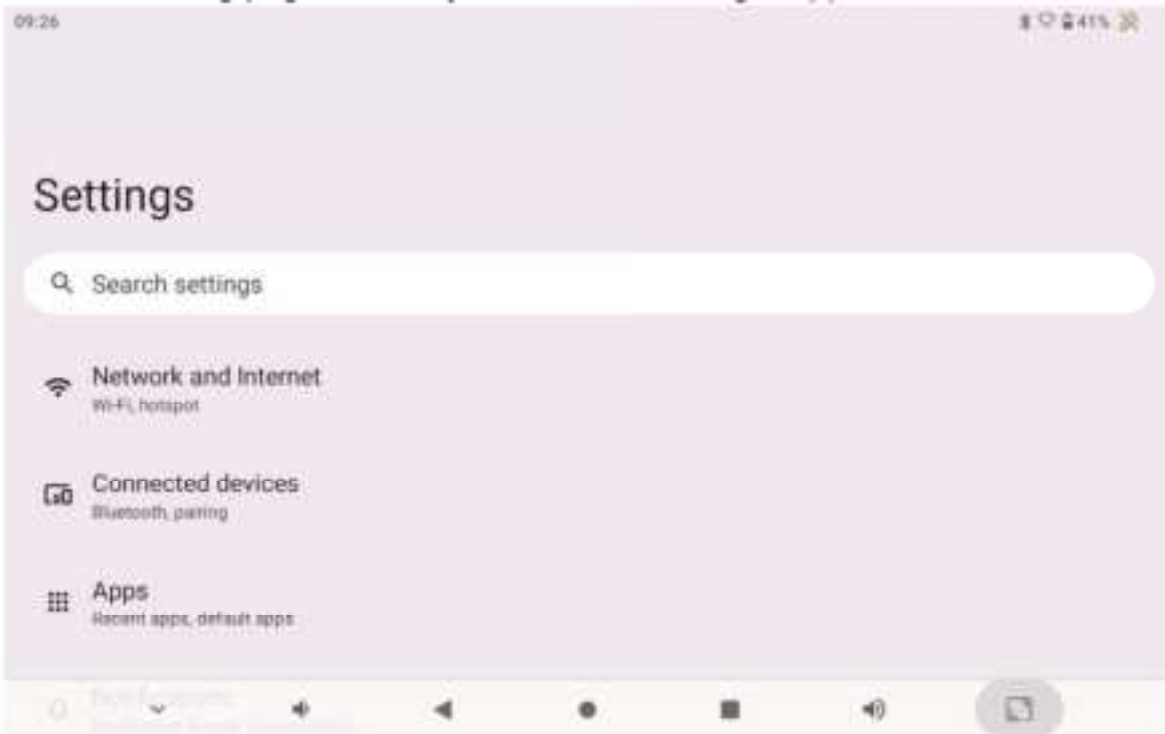 09:26
41%
Settings
Search settings
Network and Internet
Wi-Fi, hotspot
Connected devices
Bluetooth, pairing
Apps
Recent apps, default apps
Notifications